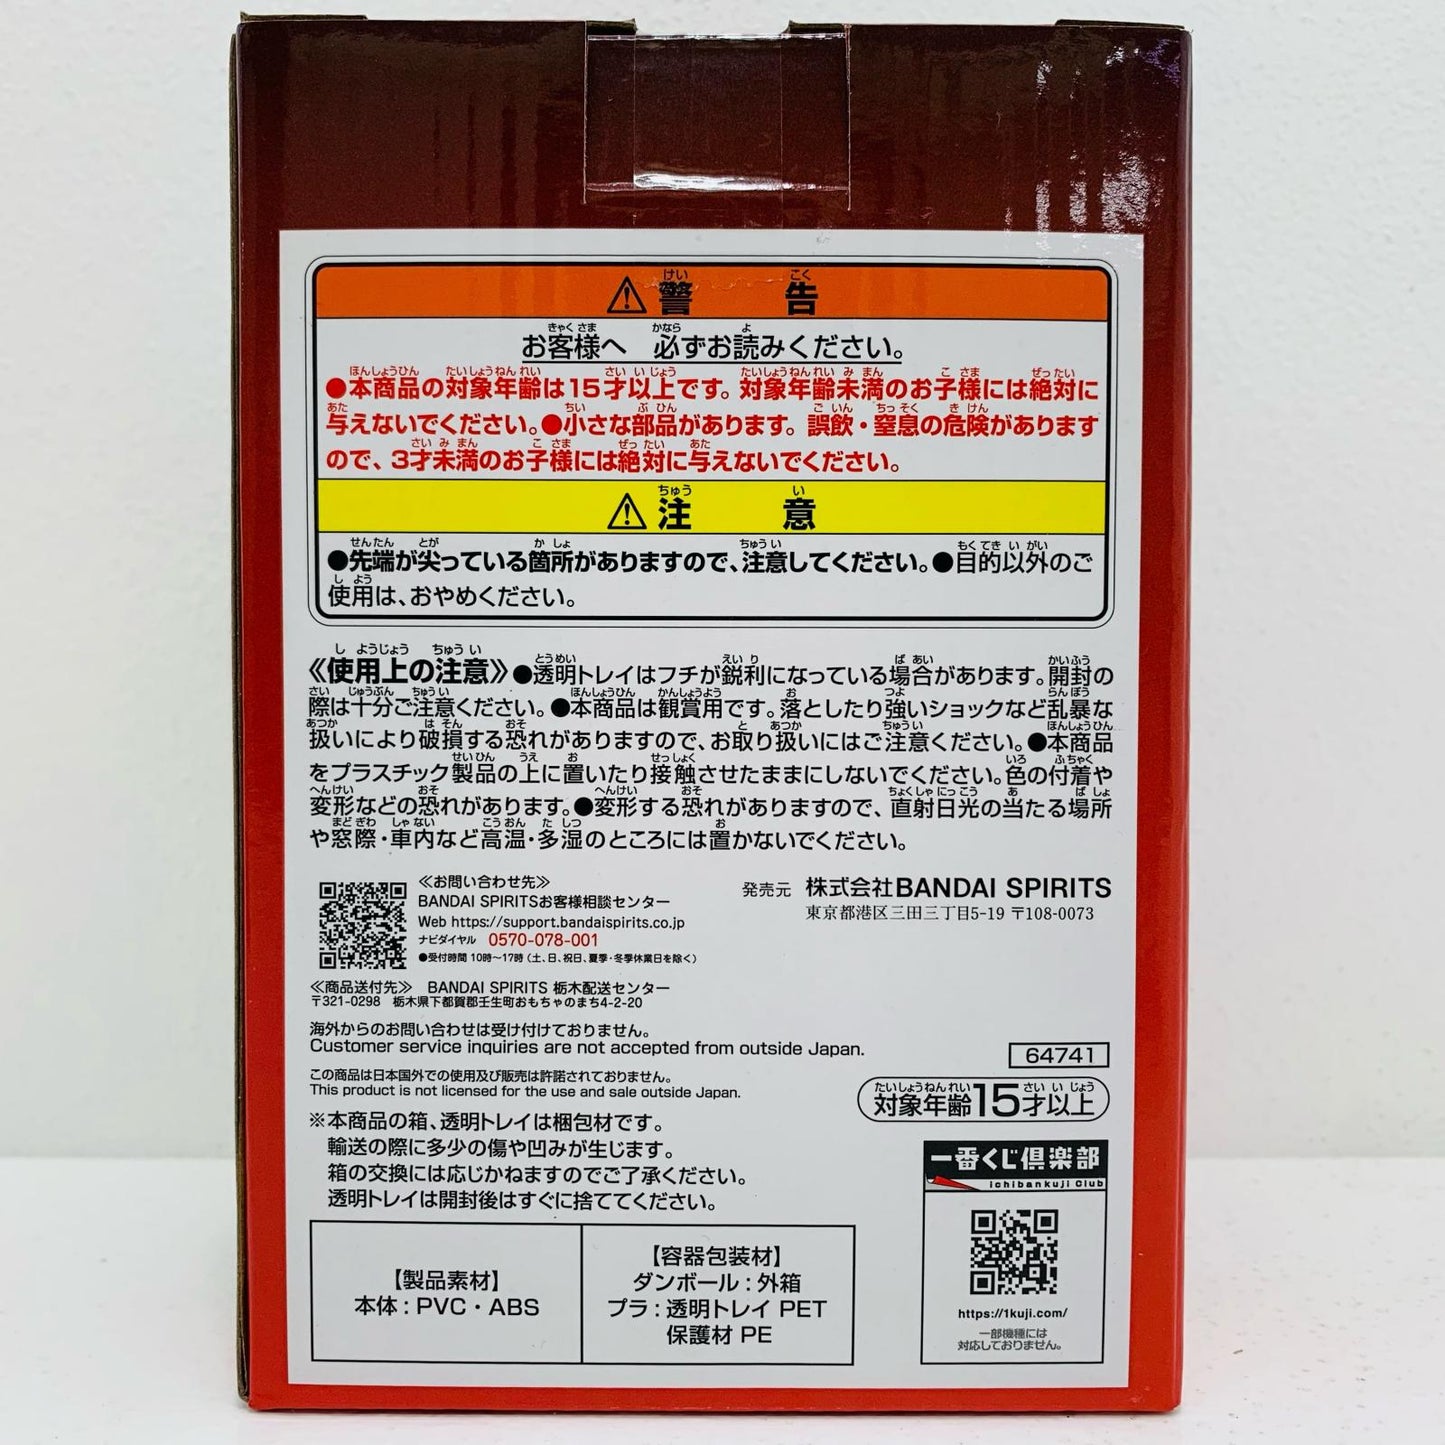 ⚠警告
お客様へ 必ずお読みください。
●本商品の対象年齢は15才以上です。対象年齢未満のお子様には絶対に
与えないでください。●小さな部品があります。誤飲・窒息の危険があります
ので、3才未満のお子様には絶対に与えないでください。
⚠注意
●先端が尖っている箇所がありますので、注意してください。●目的以外のご
使用は、おやめください。
《使用上の注意》●透明トレイはフチが鋭利になっている場合があります。開封の
際は十分ご注意ください。●本商品は観賞用です。落としたり強いショックなど乱暴な
扱いにより破損する恐れがありますので、お取り扱いにはご注意ください。●本商品
をプラスチック製品の上に置いたり接触させたままにしないでください。色の付着や
変形などの恐れがあります。●変形する恐れがありますので、直射日光の当たる場所
や窓際・車内など高温・多湿のところには置かないでください。
≪お問い合わせ先≫
BANDAI SPIRITSお客様相談センター
Web https://support.bandaispirits.co.jp
ナビダイヤル 0570-078-001
●受付時間 10時〜17時(土、日、祝日、夏季・冬季休業日を除く)
発売元 株式会社BANDAI SPIRITS
東京都港区三田三丁目5-19 〒108-0073
≪商品送付先≫ BANDAI SPIRITS 栃木配送センター
〒321-0298 栃木県下都賀郡壬生町おもちゃのまち4-2-20
海外からのお問い合わせは受け付けておりません。
Customer service inquiries are not accepted from outside Japan.
この商品は日本国外での使用及び販売は許諾されておりません。
This product is not licensed for the use and sale outside Japan.
64741
対象年齢15才以上
※本商品の箱、透明トレイは梱包材です。
輸送の際に多少の傷や凹みが生じます。
箱の交換には応じかねますのでご了承ください。
透明トレイは開封後はすぐに捨ててください。
【製品素材】
本体:PVC・ABS
【容器包装材】
ダンボール:外箱
プラ:透明トレイ PET
保護材 PE
一番くじ倶楽部
ichibankuji Club
https://1kuji.com/
一部機種には
対応しておりません。